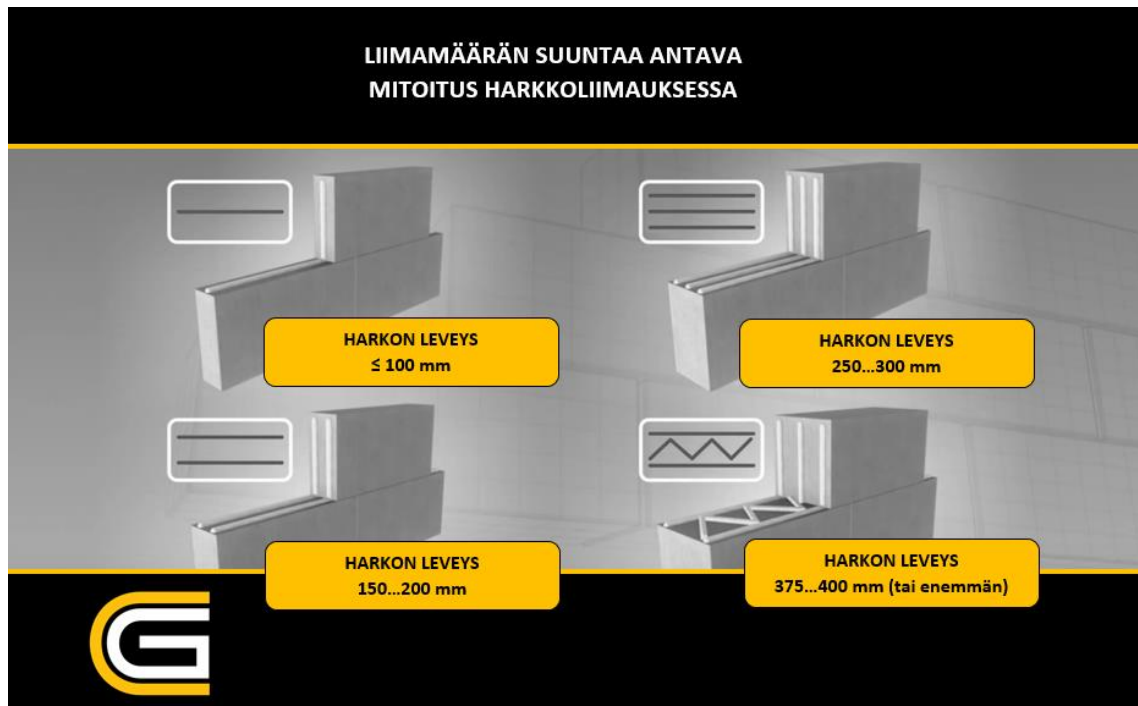 LIIMAMÄÄRÄN SUUNTAA ANTAVA
MITOITUS HARKKOLIIMAUKSESSA
HARKON LEVEYS
≤ 100 mm
HARKON LEVEYS
250...300 mm
HARKON LEVEYS
150...200 mm
HARKON LEVEYS
375...400 mm (tai enemmän)